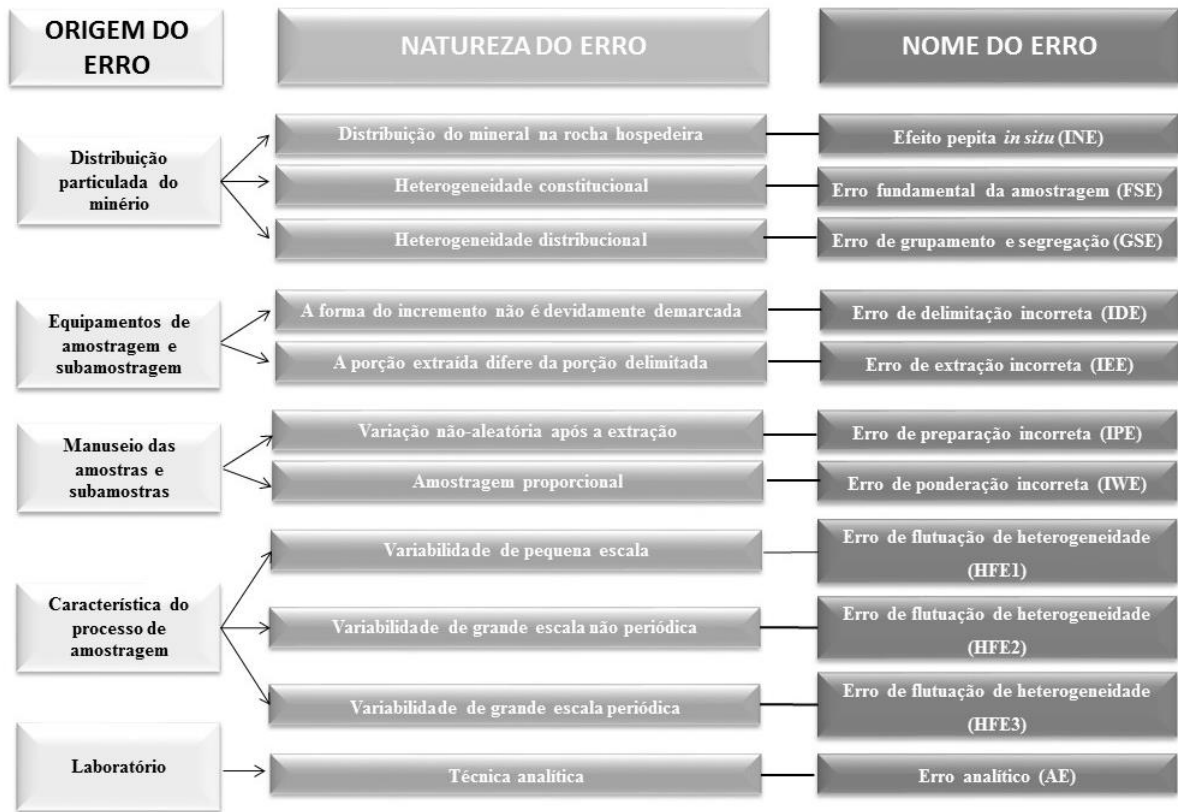 ORIGEM DO
ERRO
NATUREZA DO ERRO
NOME DO ERRO
Distribuição
particulada do
minério
Distribuição do mineral na rocha hospedeira
Efeito pepita in situ (INE)
Heterogeneidade constitucional
Erro fundamental da amostragem (FSE)
Heterogeneidade distribucional
Erro de grupamento e segregação (GSE)
Equipamentos de
amostragem e
subamostragem
A forma do incremento não é devidamente demarcada
Erro de delimitação incorreta (IDE)
A porção extraída difere da porção delimitada
Erro de extração incorreta (IEE)
Manuseio das
amostras e
subamostras
Variação não-aleatória após a extração
Erro de preparação incorreta (IPE)
Amostragem proporcional
Erro de ponderação incorreta (IWE)
Característica do
processo de
amostragem
Variabilidade de pequena escala
Erro de flutuação de heterogeneidade
(HFE1)
Variabilidade de grande escala não periódica
Erro de flutuação de heterogeneidade
(HFE2)
Variabilidade de grande escala periódica
Erro de flutuação de heterogeneidade
(HFE3)
Laboratório
Técnica analítica
Erro analítico (AE)